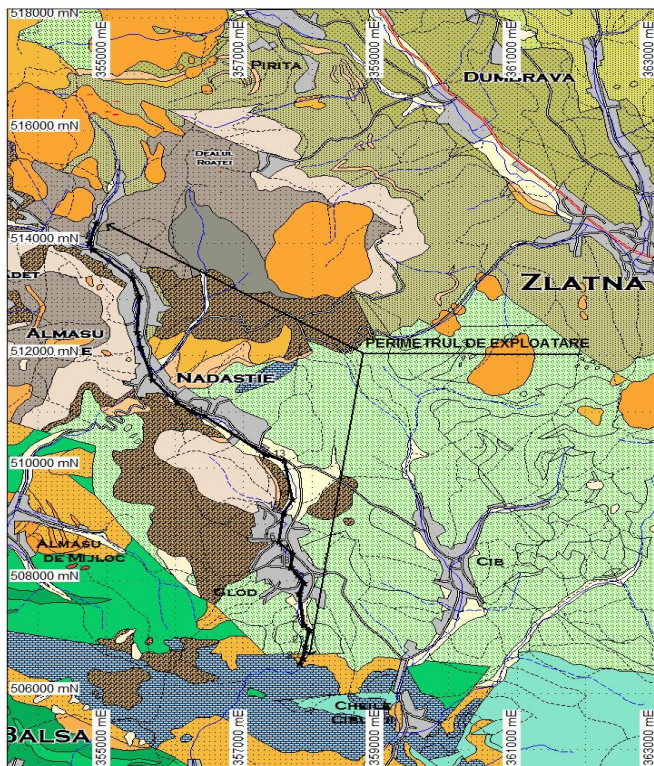 518000 mN
355000 mE
357000 mE
359000 mE
361000 mE
363000 mE
PIRITA
DUMBRAVA
516000 mN
DEALUL
ROATEI
514000 mN
ADET
ZLATNA
ALMASU
PERIMETRUL DE EXPLOATARE
512000 mN
E
NADASTIE
13
510000 mN
ALMASU
DE MIJLOC
CIB
508000 mN
GLOD
506000 mN
CHEILE
BALSA
355000 mE
357000 mE
359000 mE
361000 mE
363000 mE